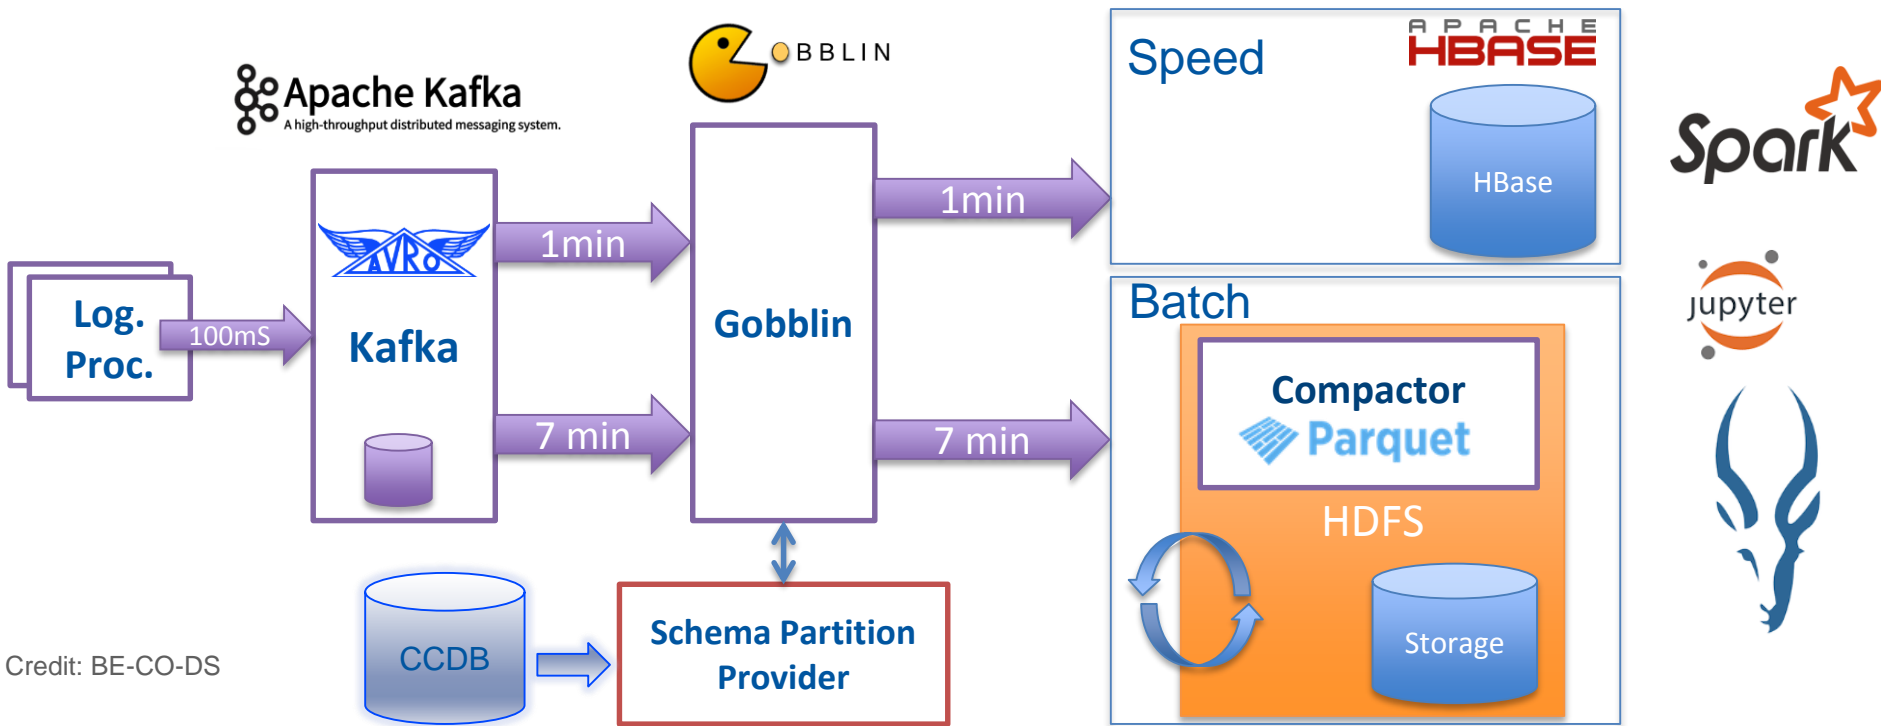 Apache Kafka
A high-throughput distributed messaging system.
OBBLIN
Speed
APACHE
HBASE
HBase
Spark
Log.
Proc.
100mS
AVRO
Kafka
1min
7 min
Gobblin
1min
7 min
Batch
Compactor
Parquet
HDFS
Storage
jupyter
CCDB
Schema Partition
Provider
Credit: BE-CO-DS